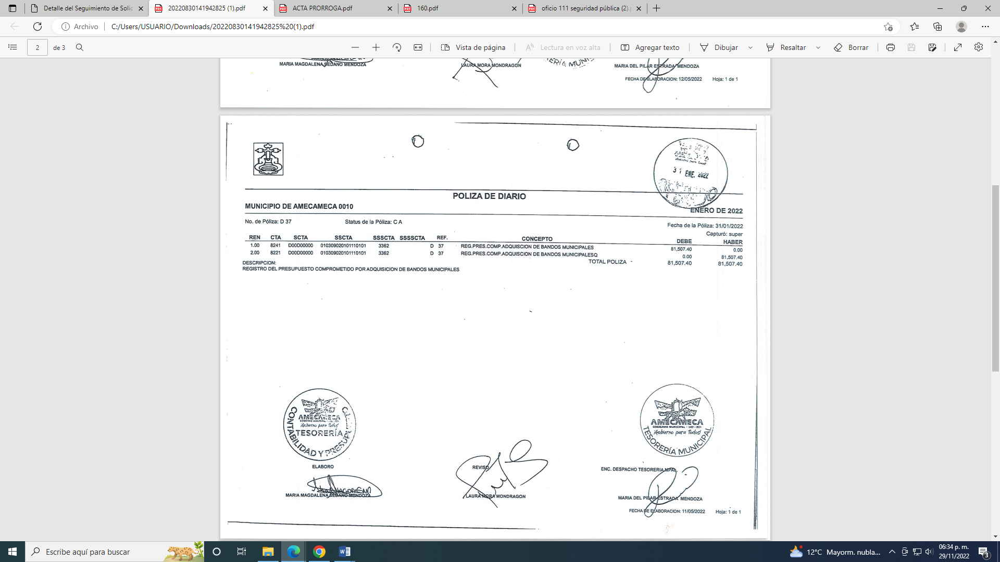 Detalle del Seguimiento de Solic
20220830141942825 (1).pdf
ACTA PRORROGA.pdf
160.pdf
oficio 111 seguridad pública (2).p
Archivo
C:/Users/USUARIO/Downloads/20220830141942825%20(1).pdf
2 de 3
Vista de página
Lectura en voz alta
Agregar texto
Dibujar
Resaltar
Borrar
MARIA MAGDALENA SEDANO MENDOZA
LAURA MORA MONDRAGON
MARIA DEL PILAR ESTRADA MENDOZA
FECHA DE ELABORACION: 12/05/2022 Hoja: 1 de 1
31 ENE. 2022
POLIZA DE DIARIO
MUNICIPIO DE AMECAMECA 0010
ENERO DE 2022
No. de Póliza: D 37 Status de la Póliza: C A
Fecha de la Póliza: 31/01/2022
Capturó: super
REN CTA SCTA SSCTA SSSCTA SSSSCTA REF. CONCEPTO DEBE HABER
1.00 8241 D00D00000 010309020101110101 3362 D 37 REG.PRES.COMP.ADQUISCION DE BANDOS MUNICIPALES 81,507.40 0.00
2.00 8221 D00D00000 010309020101110101 3362 D 37 REG.PRES.COMP.ADQUISCION DE BANDOS MUNICIPALESQ 0.00 81,507.40
TOTAL POLIZA - 81,507.40 81,507.40
DESCRIPCION:
REGISTRO DEL PRESUPUESTO COMPROMETIDO POR ADQUISICION DE BANDOS MUNICIPALES
AMECAMECA
¡Gobierno para Todos!
TESORERÍA
CONTABILIDAD Y PRESUP
AMECAMECA
GOBIERNO MUNICIPAL · 2022 - 2024
¡Gobierno para Todos!
TESORERÍA MUNICIPAL
ELABORO
MARIA MAGDALENA SEDANO MENDOZA
REVISO
LAURA MORA MONDRAGON
ENC. DESPACHO TESORERIA MPAL.
MARIA DEL PILAR ESTRADA MENDOZA
FECHA DE ELABORACION: 11/05/2022 Hoja: 1 de 1
Escribe aquí para buscar
12°C Mayorm. nubla...
06:34 p. m.
29/11/2022
3